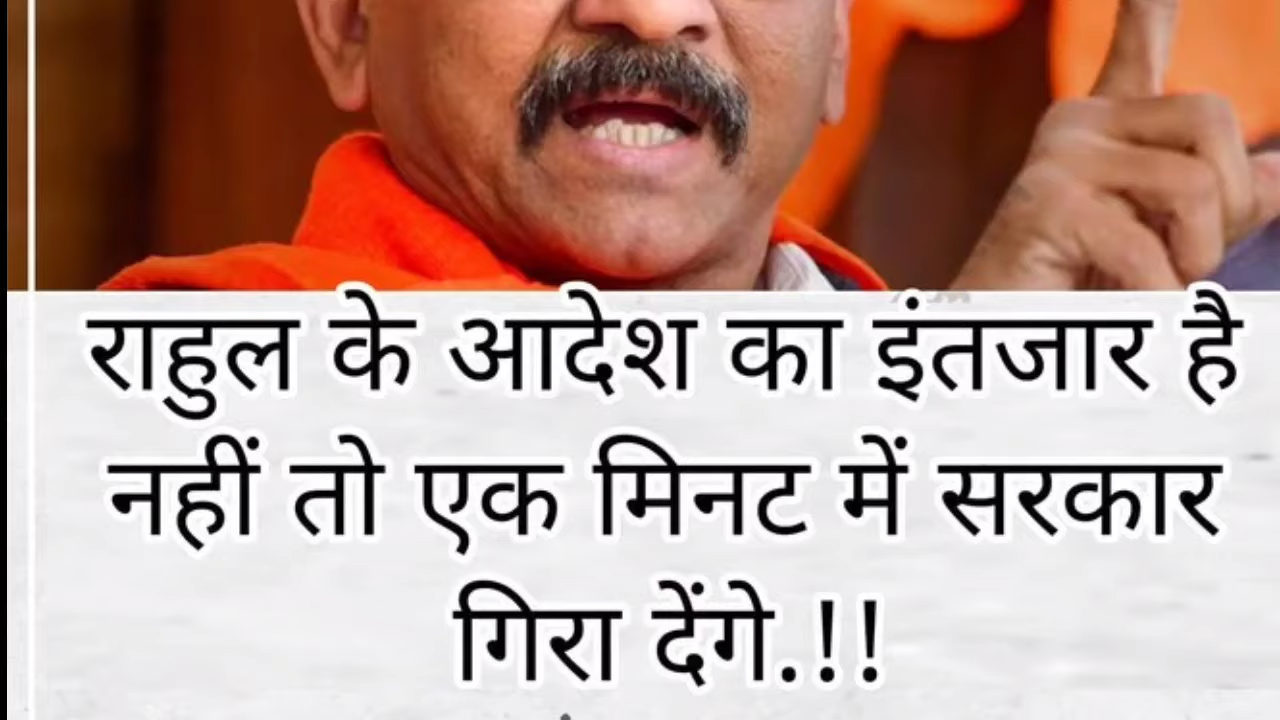 राहुल के आदेश का इंतजार है
नहीं तो एक मिनट में सरकार
गिरा देंगे.!!